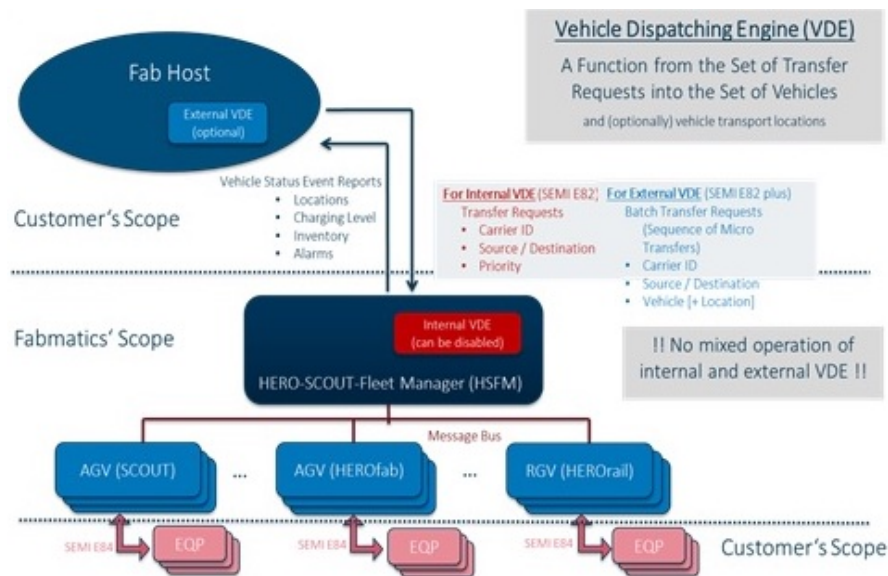 Vehicle Dispatching Engine (VDE)
A Function from the Set of Transfer
Requests into the Set of Vehicles
and (optionally) vehicle transport locations
Fab Host
External VDE
(optional)
Vehicle Status Event Reports
• Locations
• Charging Level
• Inventory
• Alarms
For Internal VDE (SEMI E82)
Transfer Requests
• Carrier ID
• Source / Destination
• Priority
For External VDE (SEMI E82 plus)
Batch Transfer Requests
(Sequence of Micro
Transfers)
• Carrier ID
• Source / Destination
• Vehicle [+ Location]
Customer's Scope
Fabmatics' Scope
Internal VDE
(can be disabled)
HERO-SCOUT-Fleet Manager (HSFM)
!! No mixed operation of
internal and external VDE !!
Message Bus
AGV (SCOUT)
...
AGV (HEROfab)
...
RGV (HEROrail)
SEMI E84
EQP
SEMI E84
EQP
SEMI E84
EQP
Customer's Scope